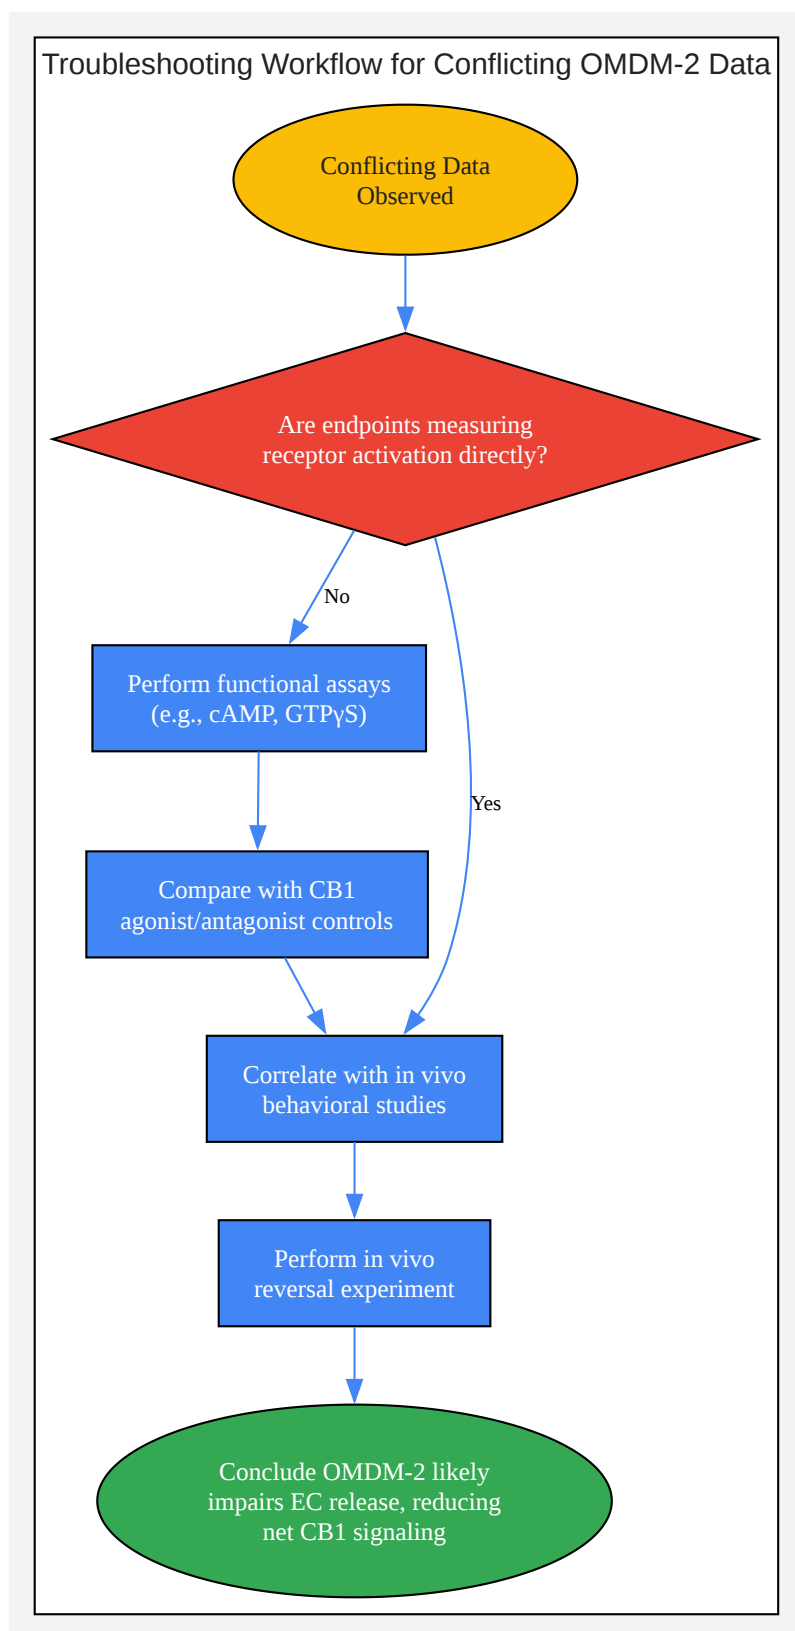 Troubleshooting Workflow for Conflicting OMDM-2 Data
Conflicting Data
Observed
Are endpoints measuring
receptor activation directly?
No
Perform functional assays
(e.g., cAMP, GTPγS)
Yes
Compare with CB1
agonist/antagonist controls
Correlate with in vivo
behavioral studies
Perform in vivo
reversal experiment
Conclude OMDM-2 likely
impairs EC release, reducing
net CB1 signaling